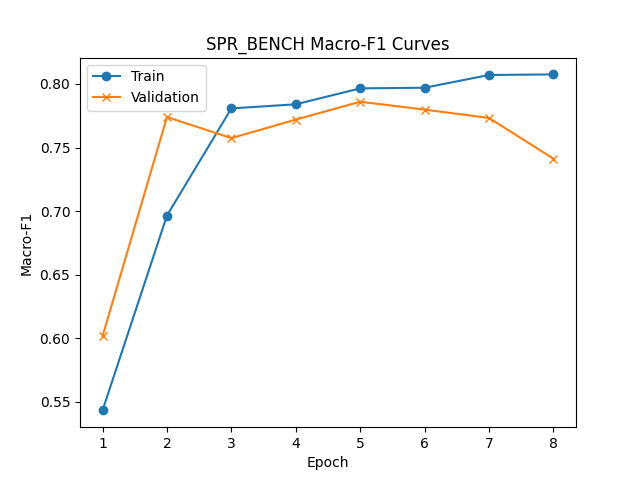 SPR_BENCH Macro-F1 Curves
Train
Validation
0.80
0.75
0.70
0.65
0.60
0.55
Macro-F1
1 2 3 4 5 6 7 8
Epoch